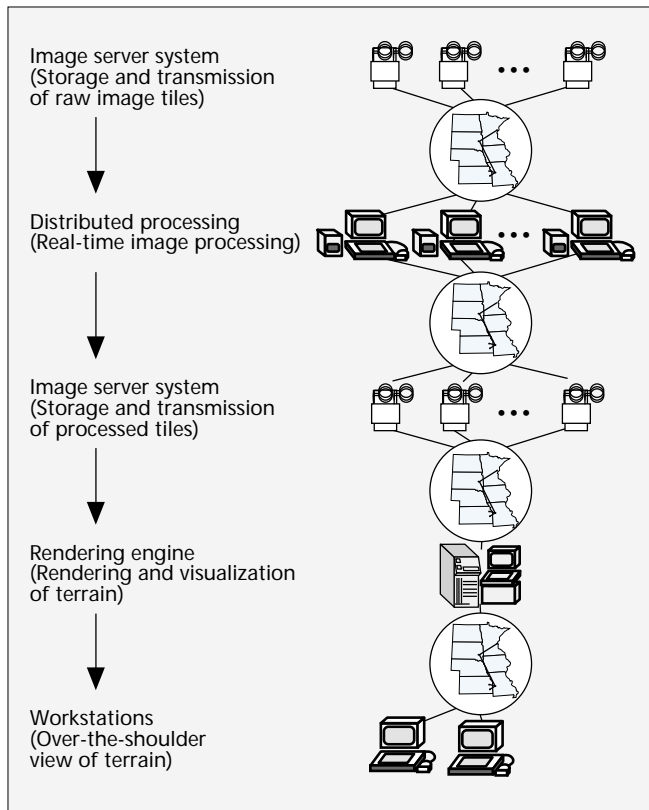 Image server system
(Storage and transmission
of raw image tiles)
Distributed processing
(Real-time image processing)
Image server system
(Storage and transmission
of processed tiles)
Rendering engine
(Rendering and visualization
of terrain)
Workstations
(Over-the-shoulder
view of terrain)